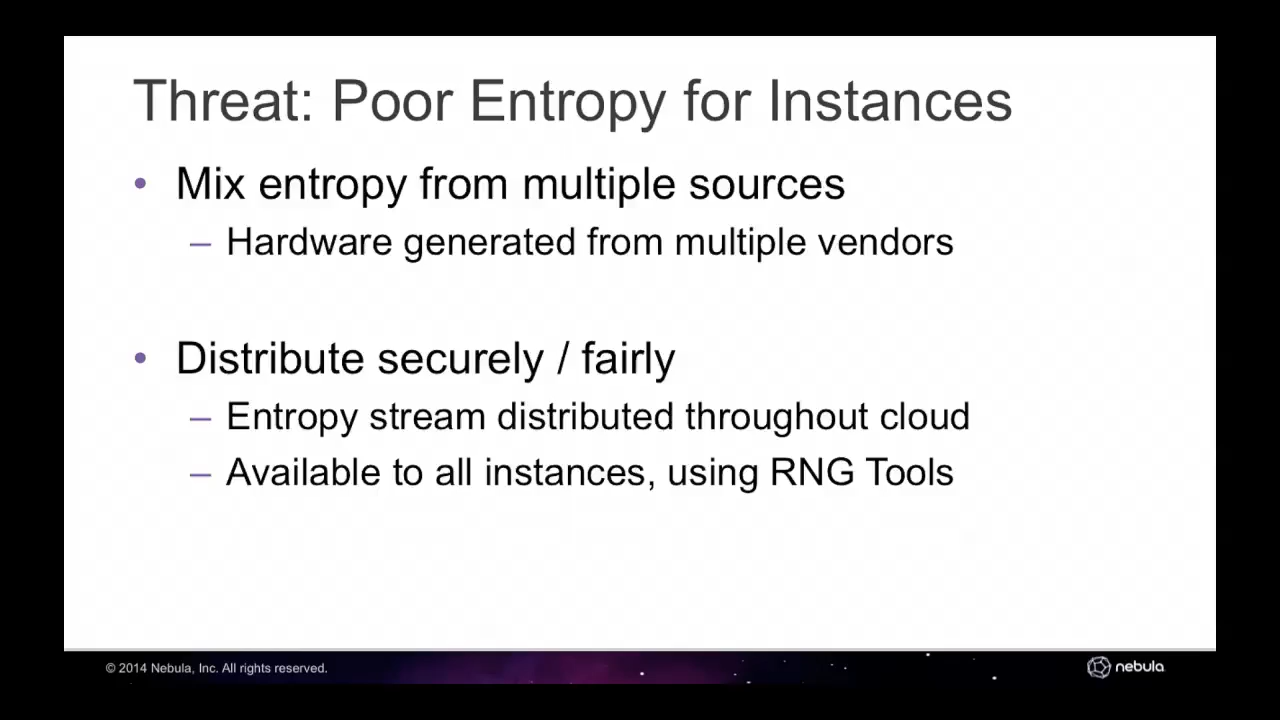 Threat: Poor Entropy for Instances
• Mix entropy from multiple sources
– Hardware generated from multiple vendors
• Distribute securely / fairly
– Entropy stream distributed throughout cloud
– Available to all instances, using RNG Tools
© 2014 Nebula, Inc. All rights reserved.
nebula